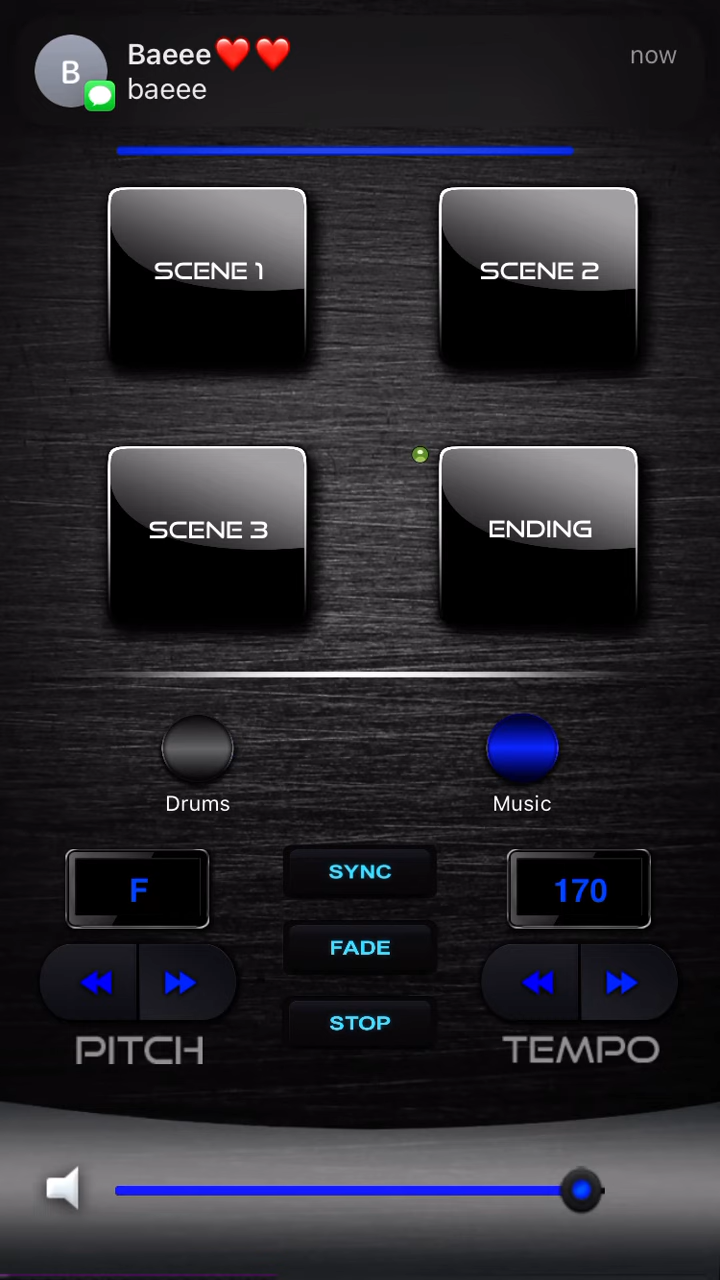 B
Baeee❤️❤️
now
baeee
SCENE 1
SCENE 2
SCENE 3
ENDING
Drums
Music
F
SYNC
170
FADE
STOP
PITCH
TEMPO